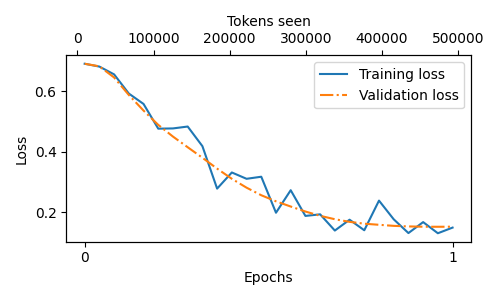 Tokens seen
0 100000 200000 300000 400000 500000
Training loss
Validation loss
0.6
0.4
0.2
Loss
0 1
Epochs